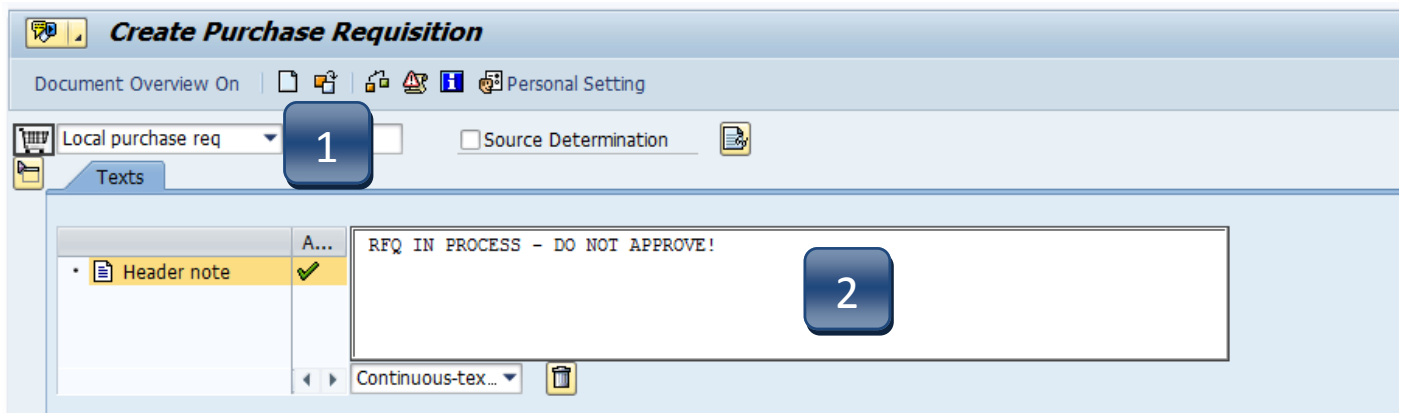 Create Purchase Requisition
Document Overview On
Personal Setting
Local purchase req
1
Source Determination
Texts
A...
RFQ IN PROCESS - DO NOT APPROVE!
Header note
2
Continuous-tex...